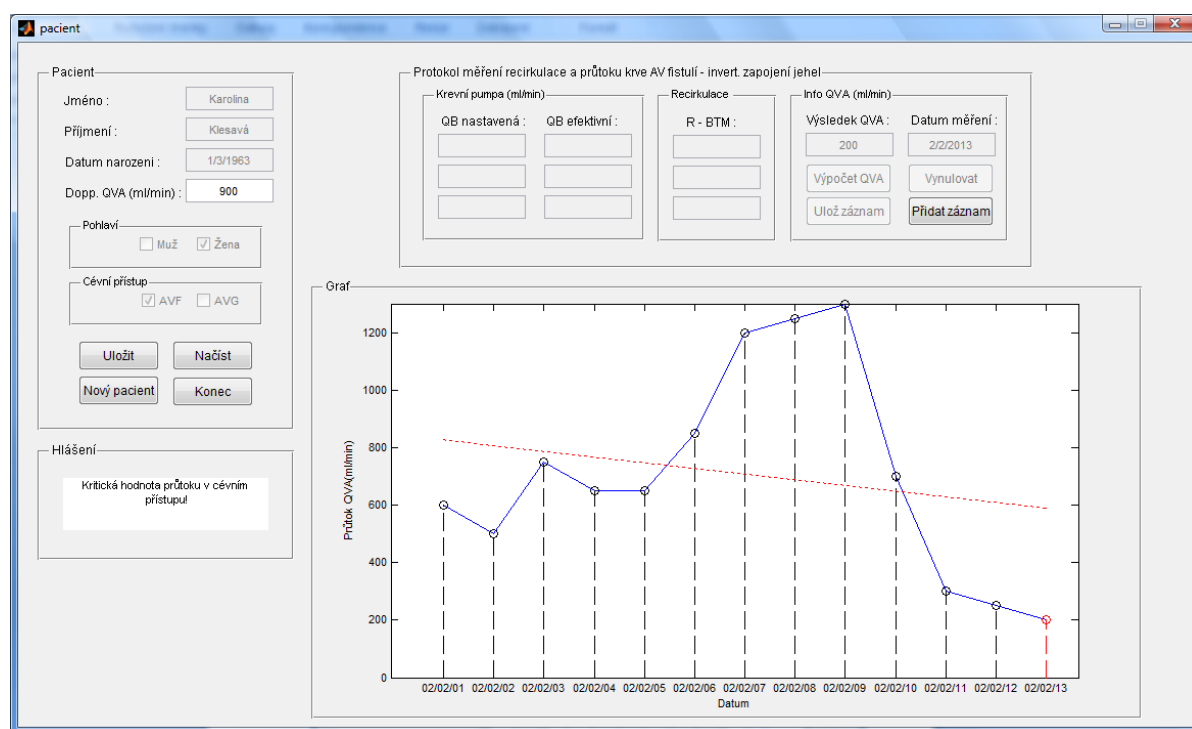 pacient
Pacient
Jméno :
Karolina
Příjmení :
Klesavá
Datum narozeni :
1/3/1963
Dopp. QVA (ml/min) :
900
Pohlaví
Muž
Žena
Cévní přístup
AVF
AVG
Uložit
Načíst
Nový pacient
Konec
Hlášení
Kritická hodnota průtoku v cévním
přístupu!
Protokol měření recirkulace a průtoku krve AV fistulí - invert. zapojení jehel
Krevní pumpa (ml/min)
QB nastavená :
QB efektivní :
Recirkulace
R - BTM :
Info QVA (ml/min)
Výsledek QVA :
Datum měření :
200
2/2/2013
Výpočet QVA
Vynulovat
Ulož záznam
Přidat záznam
Graf
Průtok QVA(ml/min)
1200
1000
800
600
400
200
0
02/02/01 02/02/02 02/02/03 02/02/04 02/02/05 02/02/06 02/02/07 02/02/08 02/02/09 02/02/10 02/02/11 02/02/12 02/02/13
Datum